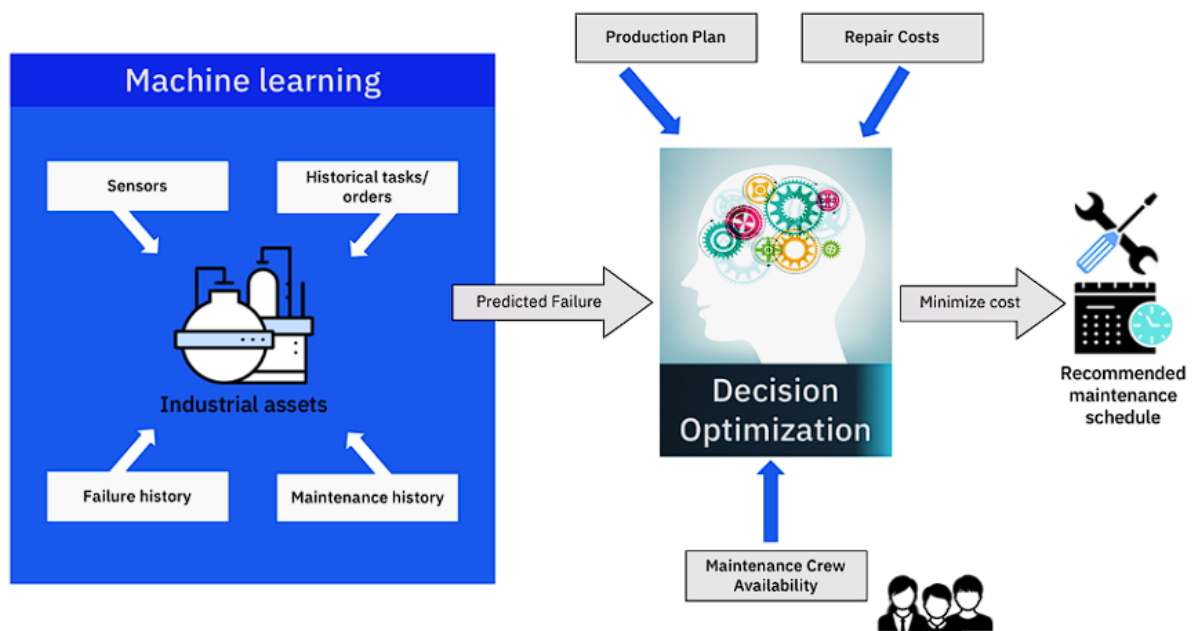 Machine learning
Sensors
Historical tasks/
orders
Industrial assets
Failure history
Maintenance history
Predicted Failure
Production Plan
Repair Costs
Decision
Optimization
Maintenance Crew
Availability
Minimize cost
Recommended
maintenance
schedule